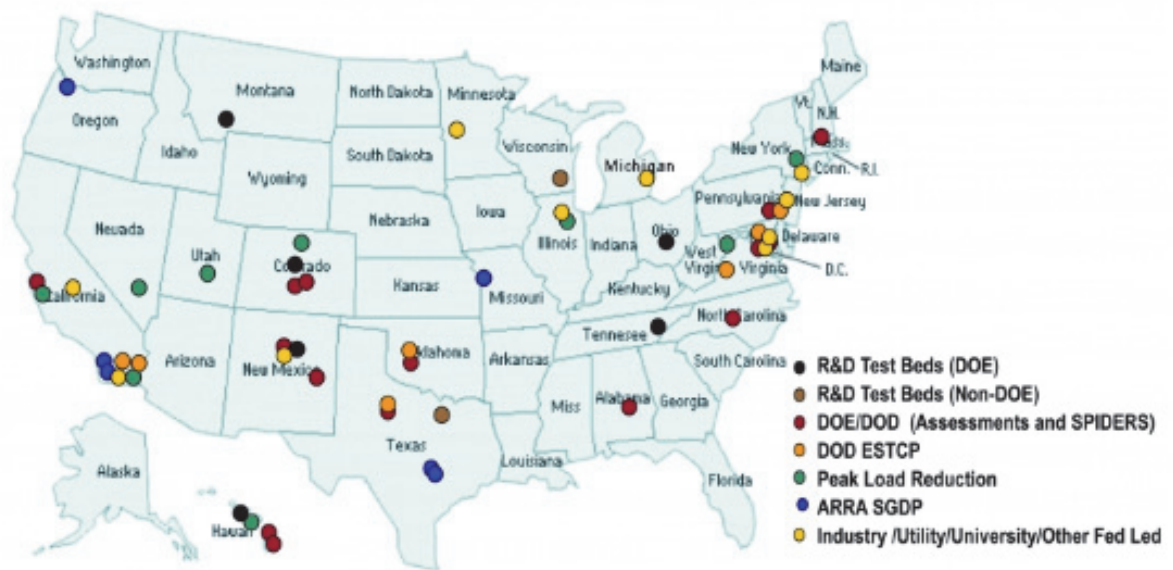 Washington
Maine
Montana
North Dakota
Minnesota
Vt.
N.H.
Oregon
Idaho
South Dakota
Wisconsin
Michigan
New York
Mass.
Conn.
R.I.
Wyoming
Iowa
Pennsylvania
New Jersey
Nevada
Nebraska
Illinois
Indiana
Ohio
Delaware
Utah
Colorado
West
Virginia
Virginia
D.C.
California
Kansas
Missouri
Kentucky
Arizona
New Mexico
Oklahoma
Arkansas
Tennesee
North Carolina
South Carolina
Texas
Louisiana
Miss
Alabama
Georgia
Florida
Alaska
Hawaii
R&D Test Beds (DOE)
R&D Test Beds (Non-DOE)
DOE/DOD (Assessments and SPIDERS)
DOD ESTCP
Peak Load Reduction
ARRA SGDP
Industry /Utility/University/Other Fed Led